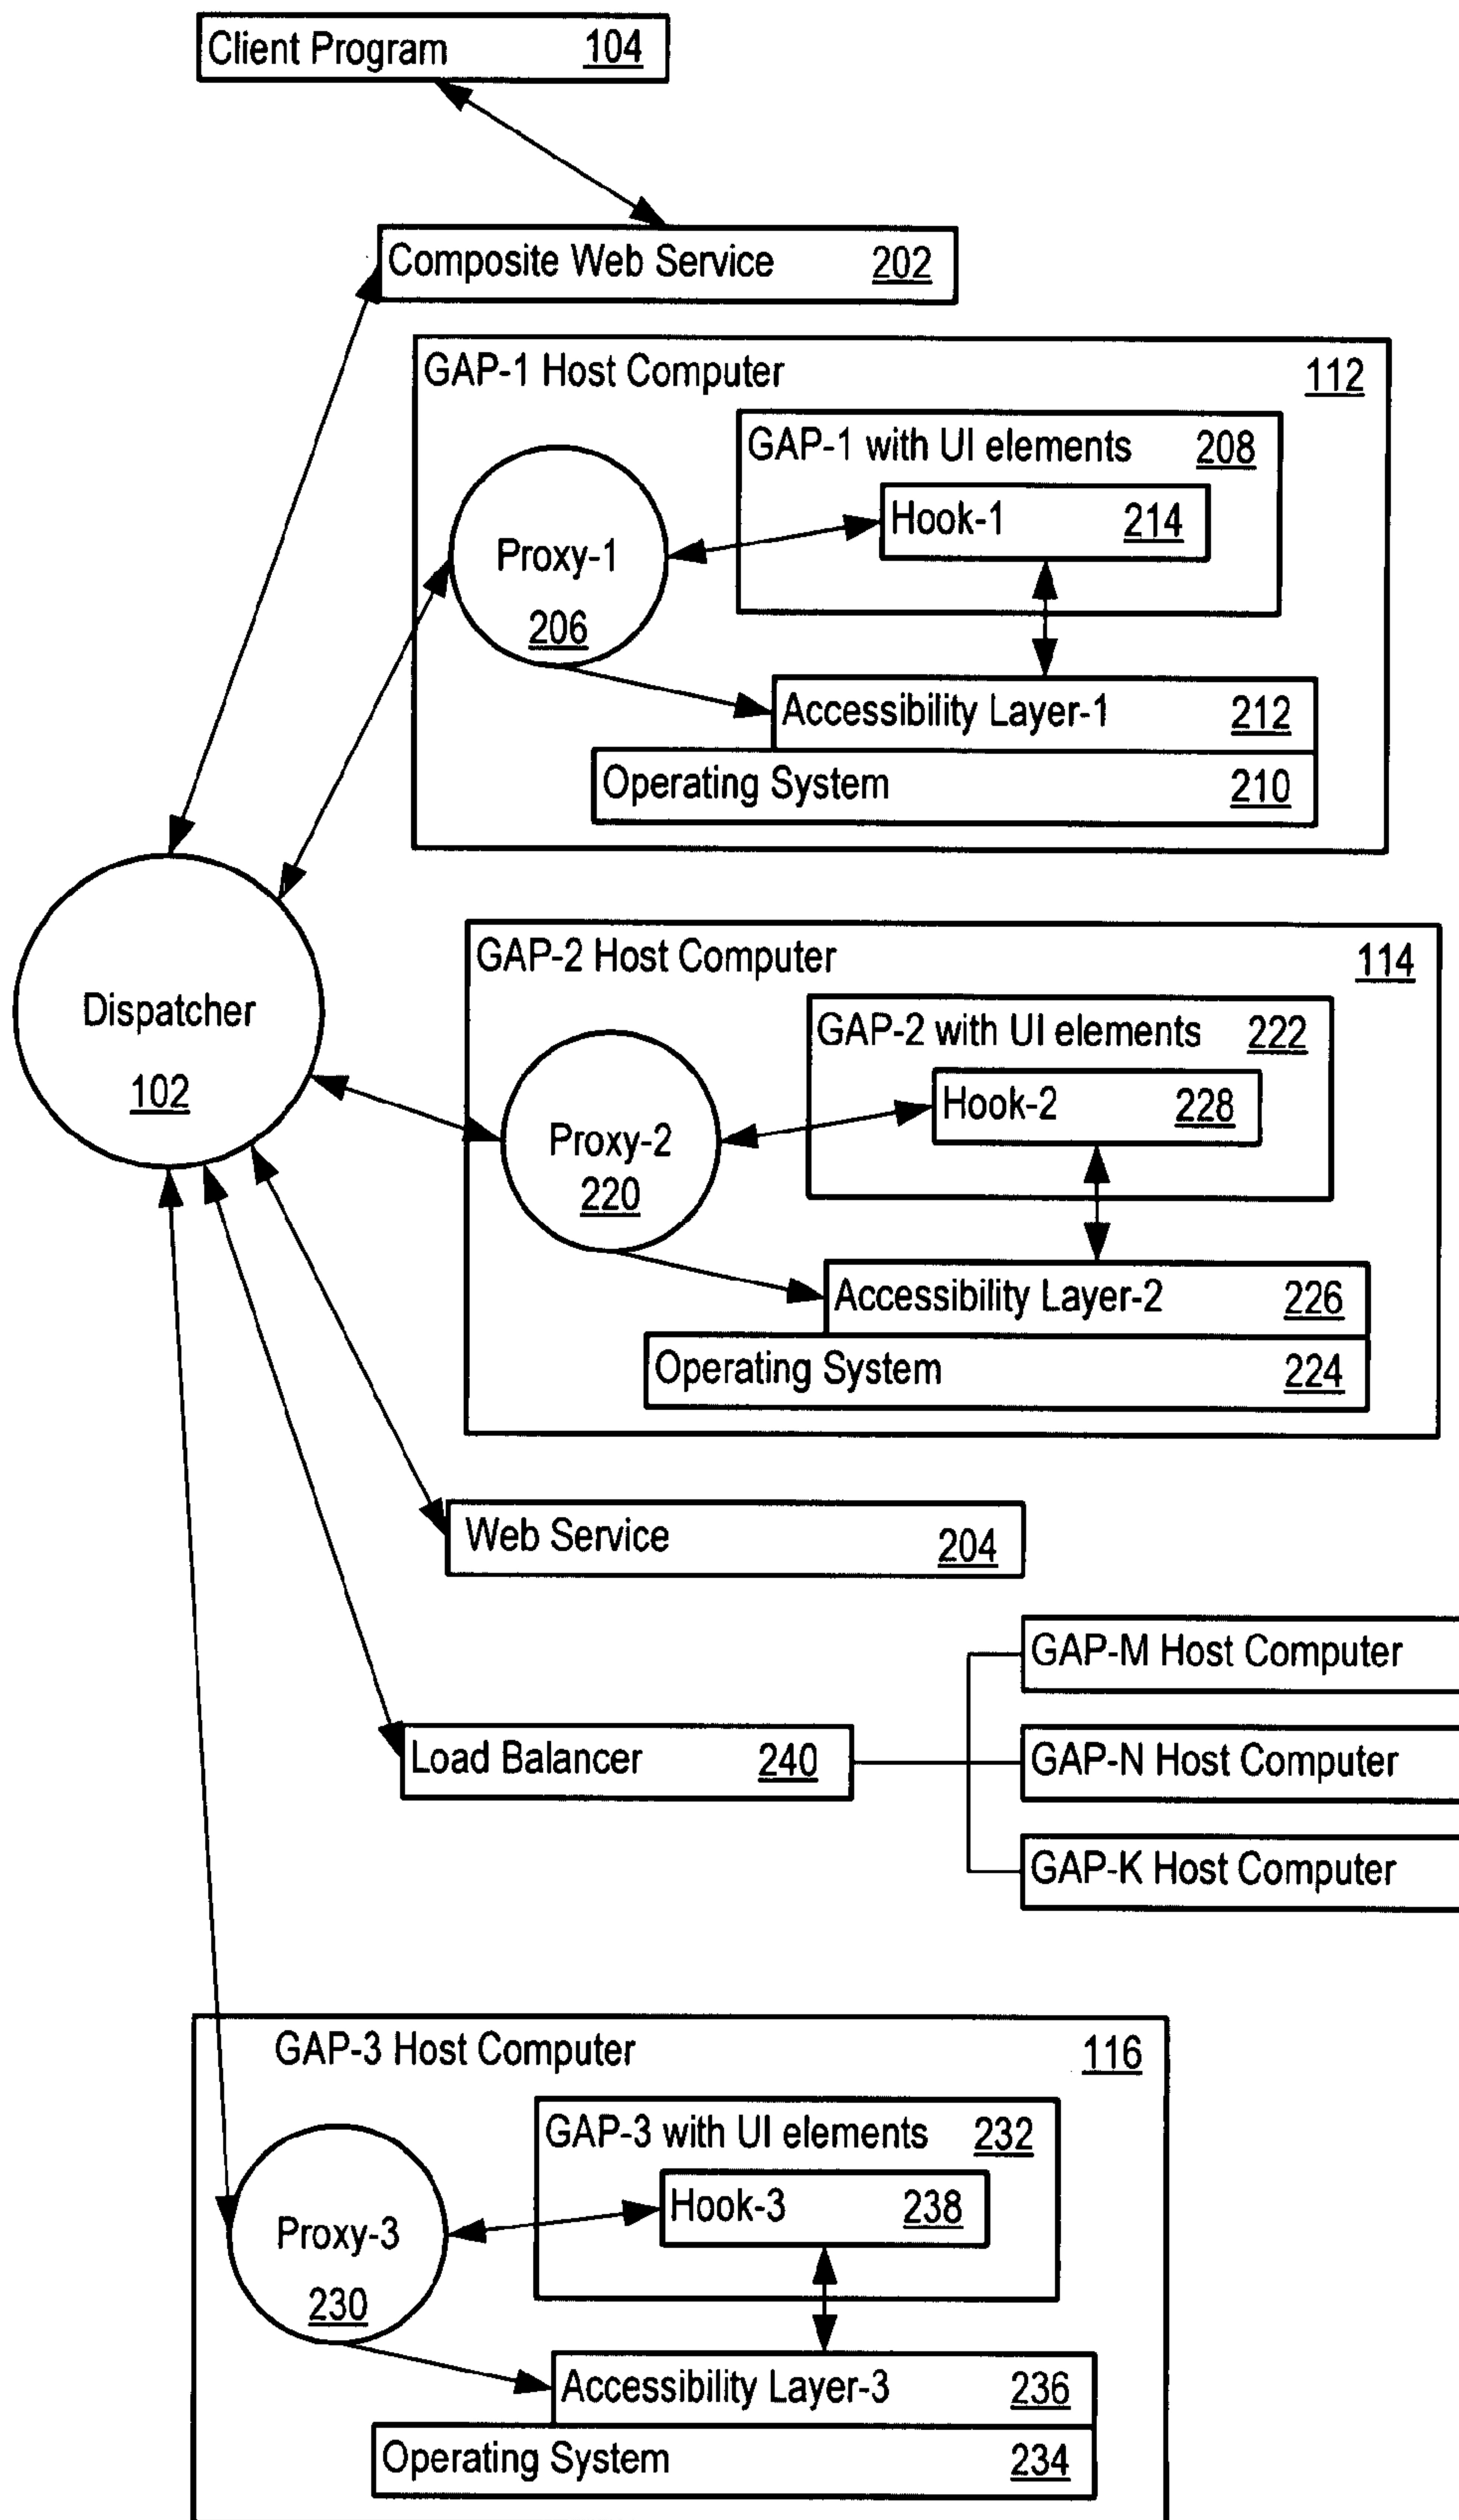 Client Program 104
Composite Web Service 202
GAP-1 Host Computer 112
GAP-1 with UI elements 208
Hook-1 214
Proxy-1
206
Accessibility Layer-1 212
Operating System 210
Dispatcher
102
GAP-2 Host Computer 114
GAP-2 with UI elements 222
Hook-2 228
Proxy-2
220
Accessibility Layer-2 226
Operating System 224
Web Service 204
GAP-M Host Computer
Load Balancer 240
GAP-N Host Computer
GAP-K Host Computer
GAP-3 Host Computer 116
GAP-3 with UI elements 232
Hook-3 238
Proxy-3
230
Accessibility Layer-3 236
Operating System 234